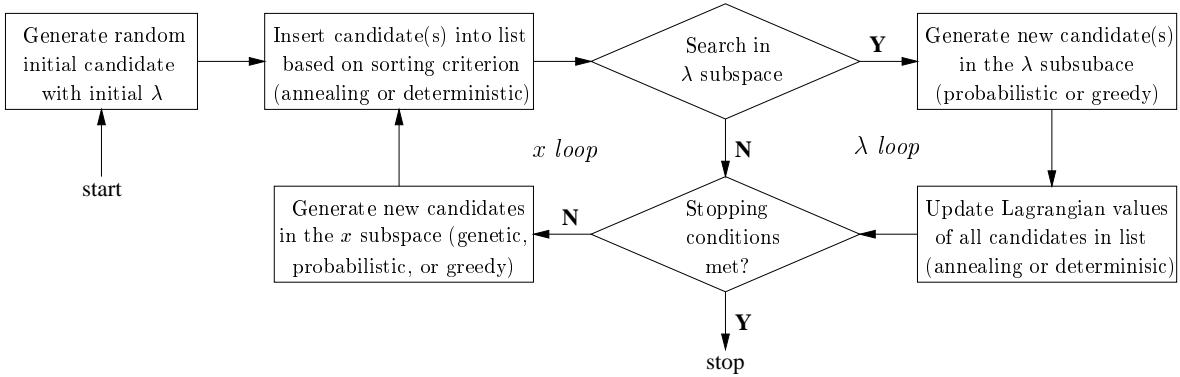 Generate random
initial candidate
with initial λ
start
Insert candidate(s) into list
based on sorting criterion
(annealing or deterministic)
Search in
λ subspace
Y
N
Generate new candidate(s)
in the λ subsubace
(probabilistic or greedy)
x loop
λ loop
Generate new candidates
in the x subspace (genetic,
probabilistic, or greedy)
N
Stopping
conditions
met?
Y
stop
Update Lagrangian values
of all candidates in list
(annealing or determinisic)